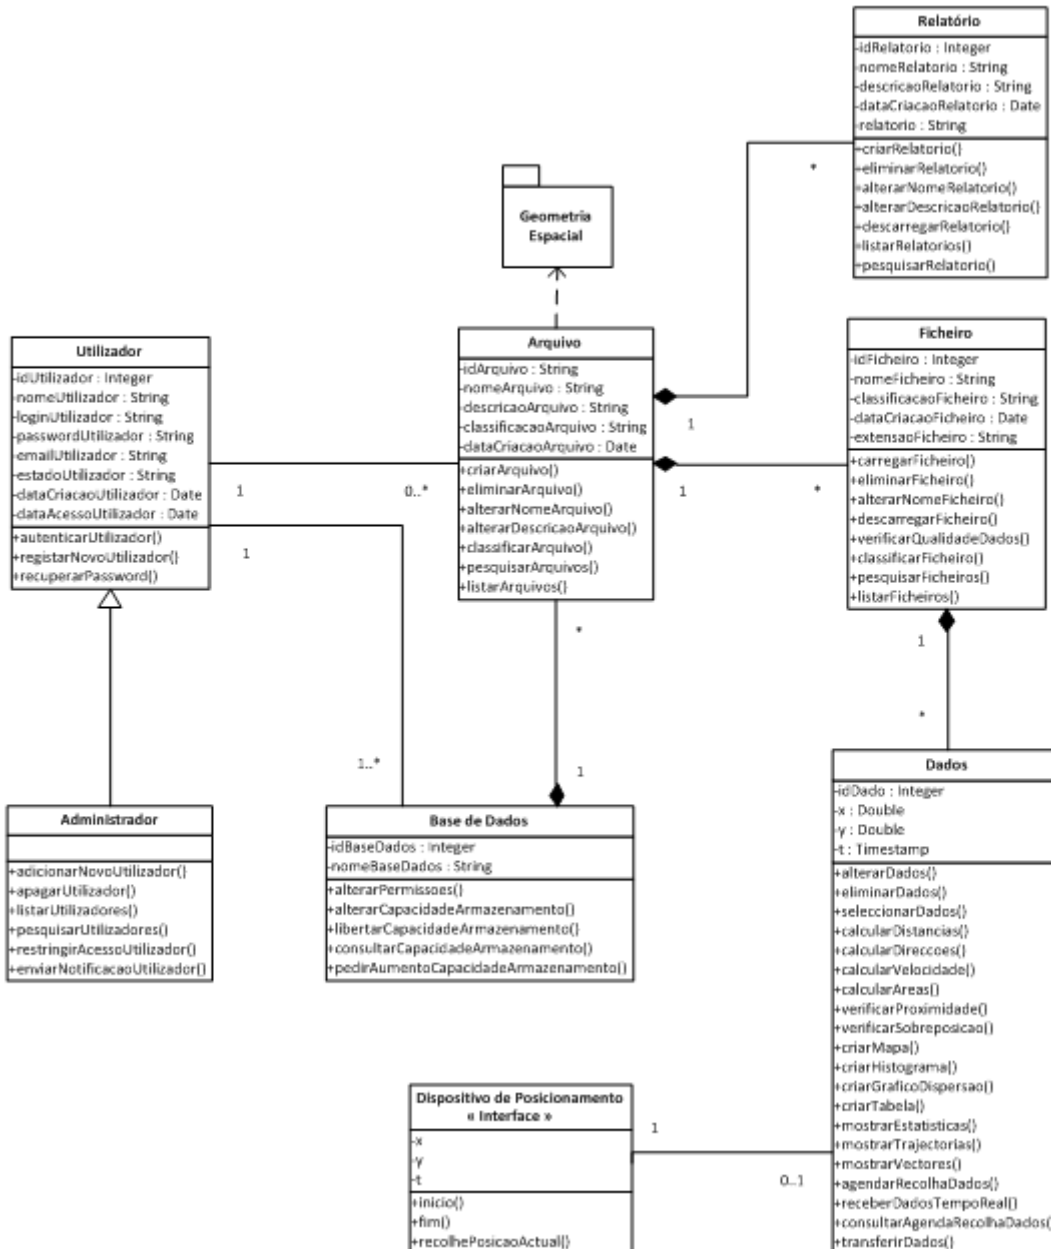 Relatório
-idRelatorio : Integer
-nomeRelatorio : String
-descricaoRelatorio : String
-dataCriacaoRelatorio : Date
-relatorio : String
+criarRelatorio()
+eliminarRelatorio()
+alterarNomeRelatorio()
+alterarDescricaoRelatorio()
+descarregarRelatorio()
+listarRelatorios()
+pesquisarRelatorio()
*
Geometria
Espacial
Utilizador
-idUtilizador : Integer
-nomeUtilizador : String
-loginUtilizador : String
-passwordUtilizador : String
-emailUtilizador : String
-estadoUtilizador : String
-dataCriacaoUtilizador : Date
-dataAcessoUtilizador : Date
+autenticarUtilizador()
+registarNovoUtilizador()
+recuperarPassword()
1
0..*
1
Arquivo
-idArquivo : String
-nomeArquivo : String
-descricaoArquivo : String
-classificacaoArquivo : String
-dataCriacaoArquivo : Date
+criarArquivo()
+eliminarArquivo()
+alterarNomeArquivo()
+alterarDescricaoArquivo()
+classificarArquivo()
+pesquisarArquivos()
+listarArquivos()
1
1
*
Ficheiro
-idFicheiro : Integer
-nomeFicheiro : String
-classificacaoFicheiro : String
-dataCriacaoFicheiro : Date
-extensaoFicheiro : String
+carregarFicheiro()
+eliminarFicheiro()
+alterarNomeFicheiro()
+descarregarFicheiro()
+verificarQualidadeDados()
+classificarFicheiro()
+pesquisarFicheiros()
+listarFicheiros()
1
*
*
1
1..*
Administrador
+adicionarNovoUtilizador()
+apagarUtilizador()
+listarUtilizadores()
+pesquisarUtilizadores()
+restringirAcessoUtilizador()
+enviarNotificacaoUtilizador()
Base de Dados
-idBaseDados : Integer
-nomeBaseDados : String
+alterarPermissoes()
+alterarCapacidadeArmazenamento()
+libertarCapacidadeArmazenamento()
+consultarCapacidadeArmazenamento()
+pedirAumentoCapacidadeArmazenamento()
Dados
-idDado : Integer
-x : Double
-y : Double
-t : Timestamp
+alterarDados()
+eliminarDados()
+seleccionarDados()
+calcularDistancias()
+calcularDireccoes()
+calcularVelocidade()
+calcularAreas()
+verificarProximidade()
+verificarSobreposicao()
+criarMapa()
+criarHistograma()
+criarGraficoDispersao()
+criarTabela()
+mostrarEstatisticas()
+mostrarTrajectorias()
+mostrarVectores()
+agendarRecolhaDados()
+receberDadosTempoReal()
+consultarAgendaRecolhaDados()
+transferirDados()
Dispositivo de Posicionamento
« Interface »
-x
-y
-t
+inicio()
+fim()
+recolhePosicaoActual()
1
0..1